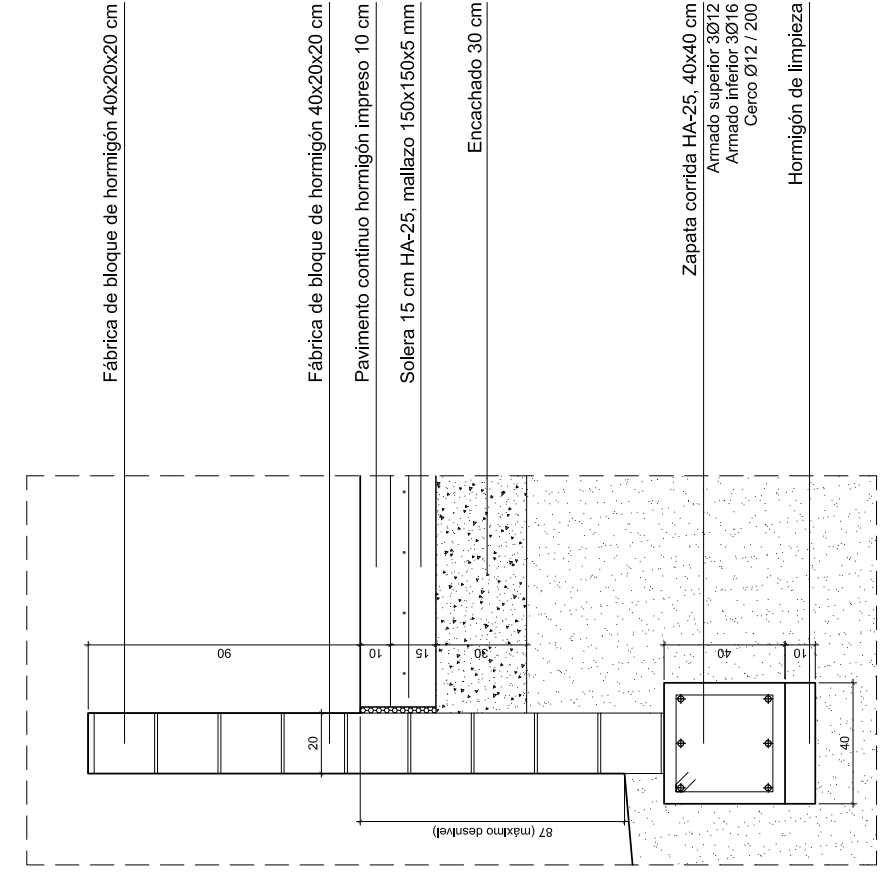 Fábrica de bloque de hormigón 40x20x20 cm
Fábrica de bloque de hormigón 40x20x20 cm
Pavimento continuo hormigón impreso 10 cm
Solera 15 cm HA-25, mallazo 150x150x5 mm
Encachado 30 cm
Zapata corrida HA-25, 40x40 cm
Armado superior 3Ø12
Armado inferior 3Ø16
Cerco Ø12 / 200
Hormigón de limpieza
90
10
15
30
40
10
20
40
87 (máximo desnivel)